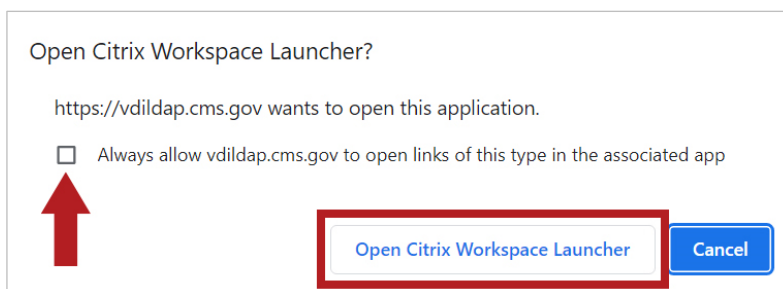 Open Citrix Workspace Launcher?
https://vdildap.cms.gov wants to open this application.
Always allow vdildap.cms.gov to open links of this type in the associated app
Open Citrix Workspace Launcher
Cancel